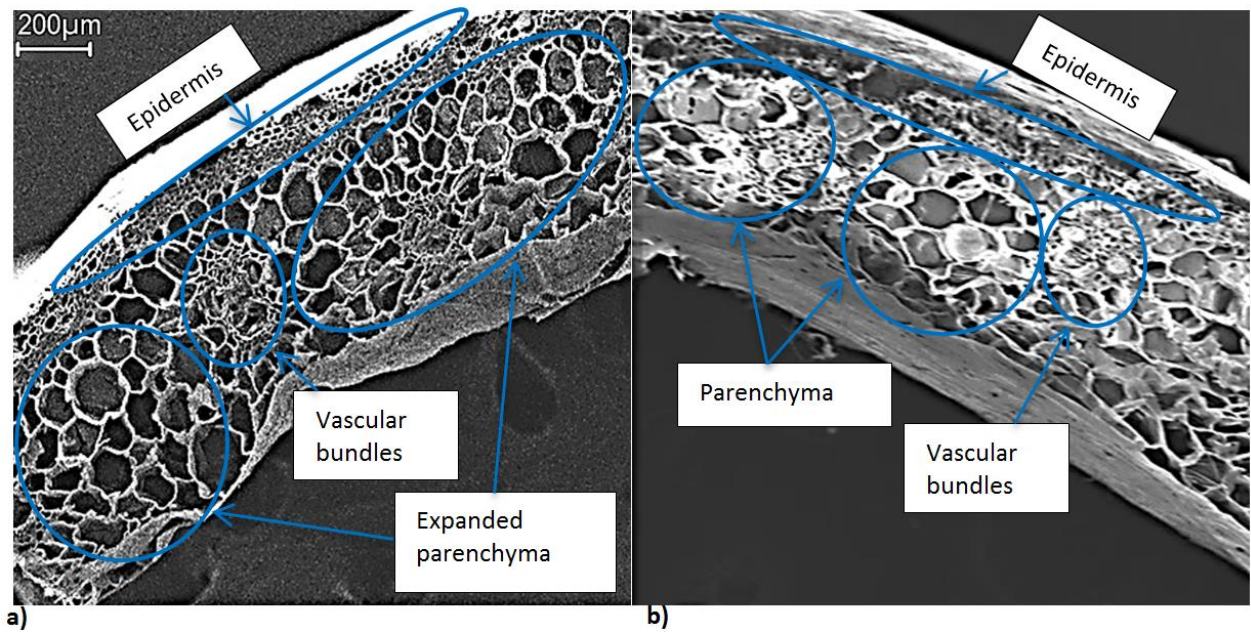 200μm
Epidermis
Vascular
bundles
Expanded
parenchyma
a)
Epidermis
Parenchyma
Vascular
bundles
b)